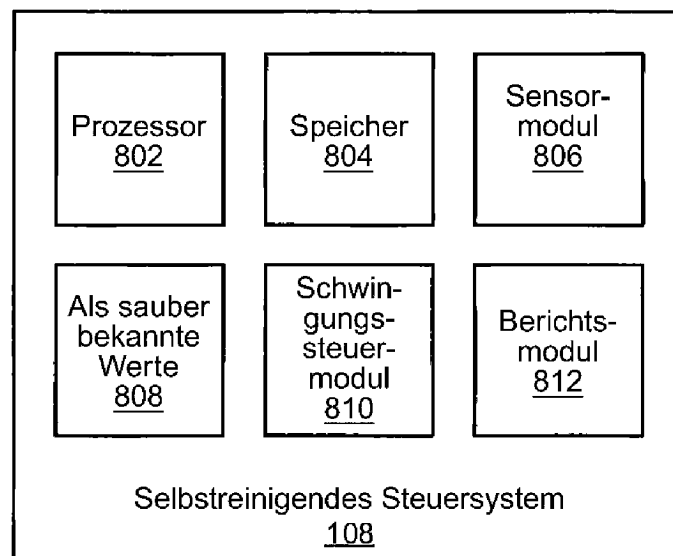 Prozessor
802
Speicher
804
Sensor-
modul
806
Als sauber
bekannte
Werte
808
Schwin-
gungs-
steuer-
modul
810
Berichts-
modul
812
Selbstreinigendes Steuersystem
108